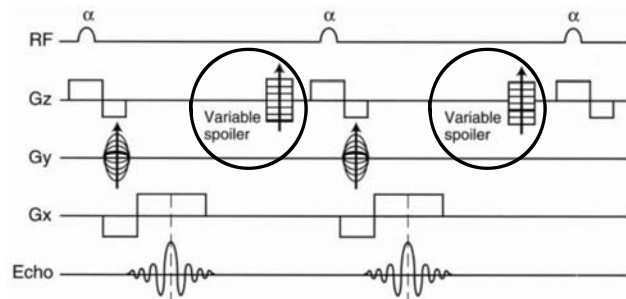 α α α
RF
Gz
Variable
spoiler
Variable
spoiler
Gy
Gx
Echo